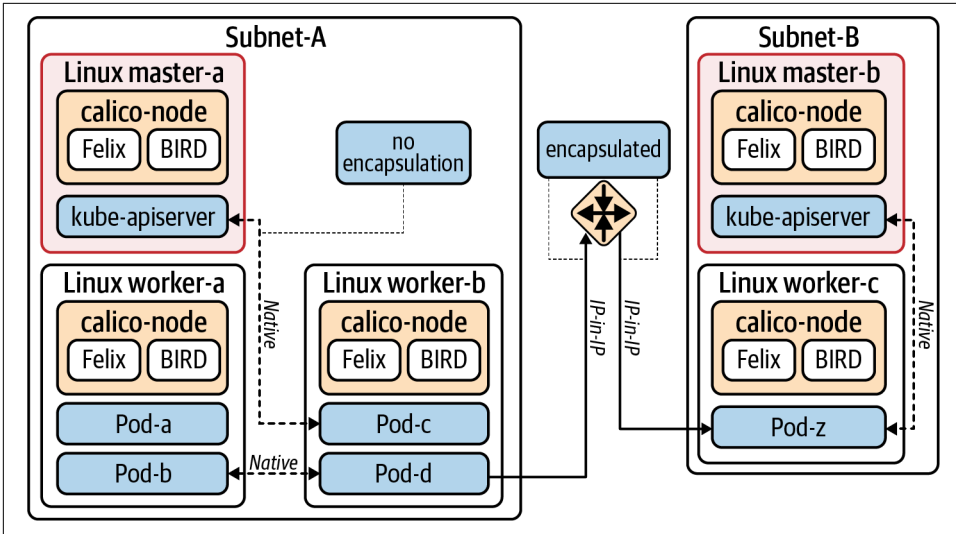 Subnet-A
Linux master-a
calico-node
Felix
BIRD
kube-apiserver
no
encapsulation
Linux worker-a
calico-node
Felix
BIRD
Pod-a
Pod-b
Native
Native
Linux worker-b
calico-node
Felix
BIRD
Pod-c
Pod-d
encapsulated
IP-in-IP
IP-in-IP
Subnet-B
Linux master-b
calico-node
Felix
BIRD
kube-apiserver
Linux worker-c
calico-node
Felix
BIRD
Pod-z
Native